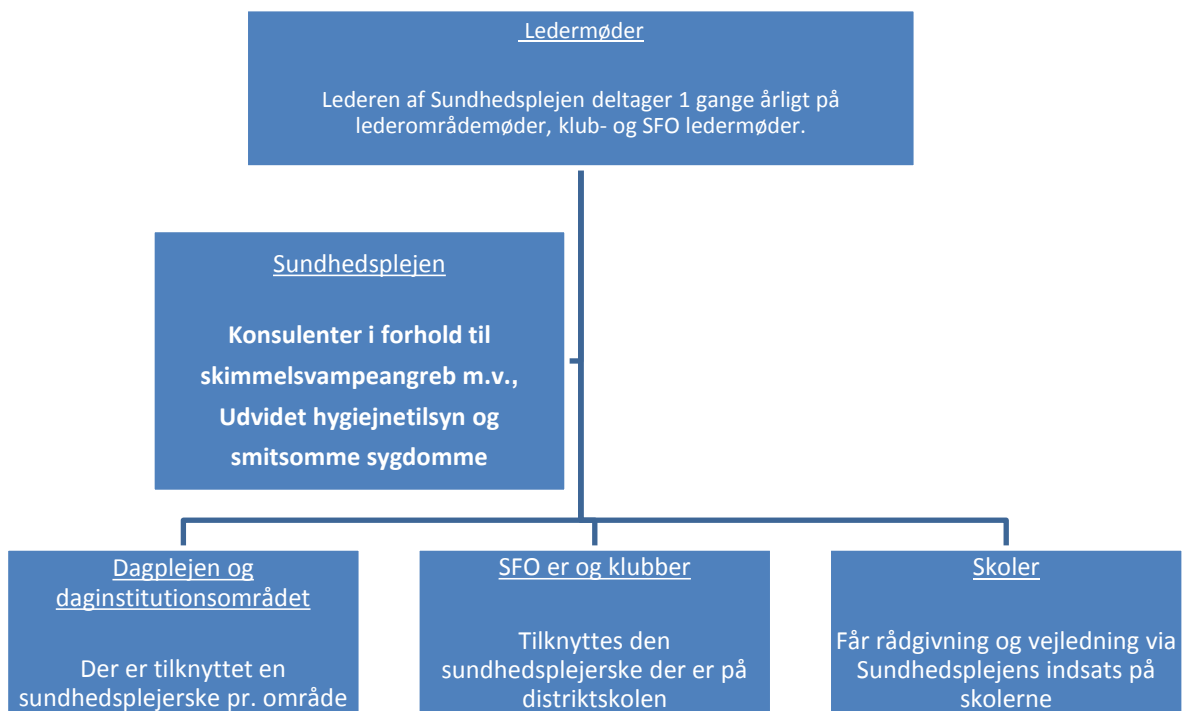 Ledermøder
Lederen af Sundhedsplejen deltager 1 gange årligt på
lederområdemøder, klub- og SFO ledermøder.
Sundhedsplejen
Konsulenter i forhold til
skimmelsvampeangreb m.v.,
Udvidet hygiejnetilsyn og
smitsomme sygdomme
Dagplejen og
daginstitutionsområdet
Der er tilknyttet en
sundhedsplejerske pr. område
SFO er og klubber
Tilknyttes den
sundhedsplejerske der er på
distriktskolen
Skoler
Får rådgivning og vejledning via
Sundhedsplejens indsats på
skolerne